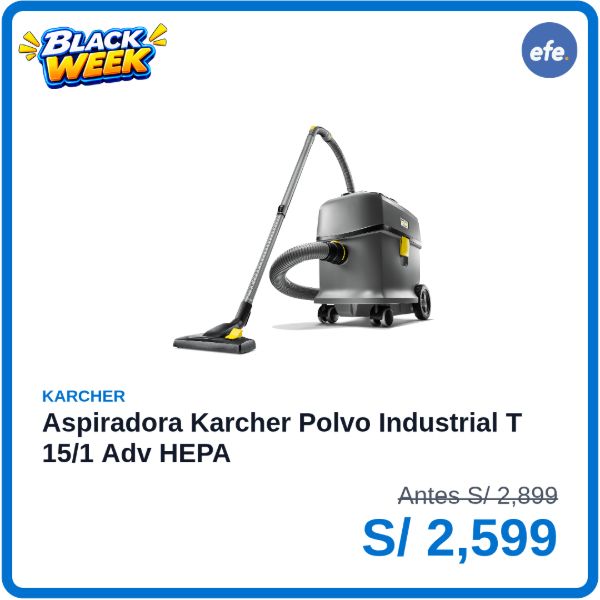 BLACK
WEEK
efe.
KARCHER
Aspiradora Karcher Polvo Industrial T
15/1 Adv HEPA
Antes S/ 2,899
S/ 2,599